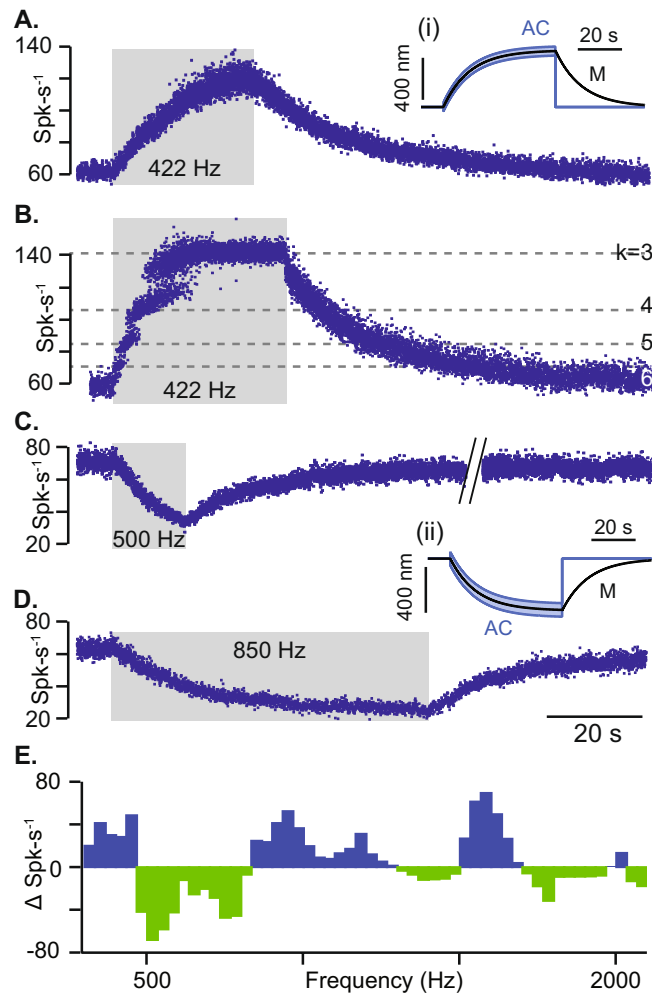 A.
140
60
Spk-s⁻¹
422 Hz
(i)
AC
20 s
400 nm
M
B.
140
60
Spk-s⁻¹
422 Hz
k=3
4
5
6
C.
80
20
Spk-s⁻¹
500 Hz
(ii)
20 s
400 nm
M
AC
D.
80
20
Spk-s⁻¹
850 Hz
20 s
E.
80
0
-80
Δ Spk-s⁻¹
500
Frequency (Hz)
2000